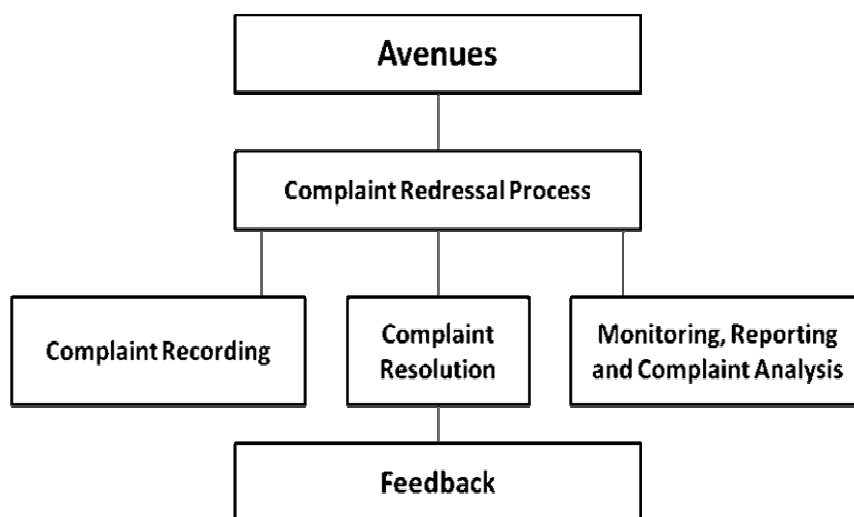 Avenues
Complaint Redressal Process
Complaint Recording
Complaint
Resolution
Monitoring, Reporting
and Complaint Analysis
Feedback